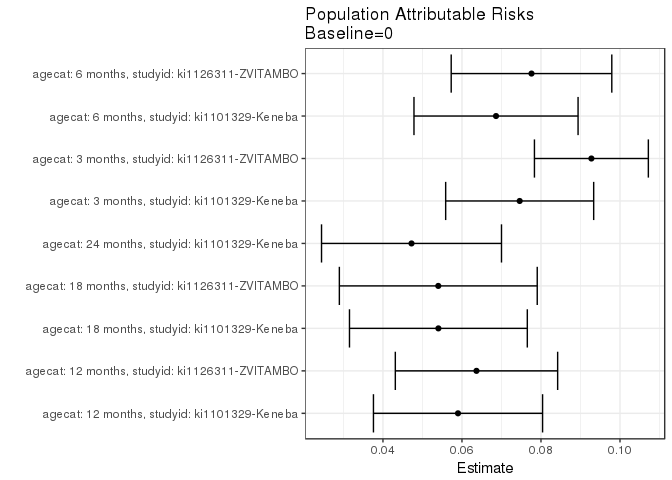 Population Attributable Risks
Baseline=0
agecat: 6 months, studyid: ki1126311-ZVITAMBO
agecat: 6 months, studyid: ki1101329-Keneba
agecat: 3 months, studyid: ki1126311-ZVITAMBO
agecat: 3 months, studyid: ki1101329-Keneba
agecat: 24 months, studyid: ki1101329-Keneba
agecat: 18 months, studyid: ki1126311-ZVITAMBO
agecat: 18 months, studyid: ki1101329-Keneba
agecat: 12 months, studyid: ki1126311-ZVITAMBO
agecat: 12 months, studyid: ki1101329-Keneba
0.04 0.06 0.08 0.10
Estimate